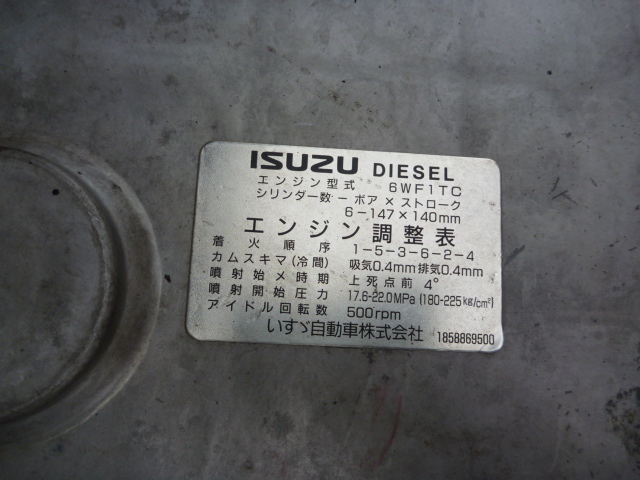 ISUZU DIESEL
エンジン型式 6WF1TC
シリンダー数－ボア×ストローク
6－147×140mm
エンジン調整表
着火順序 1-5-3-6-2-4
カムスキマ(冷間) 吸気0.4mm 排気0.4mm
噴射始メ時期 上死点前 4°
噴射開始圧力 17.6-22.0MPa (180-225kg/cm²)
アイドル回転数 500rpm
いすゞ自動車株式会社 1858869500